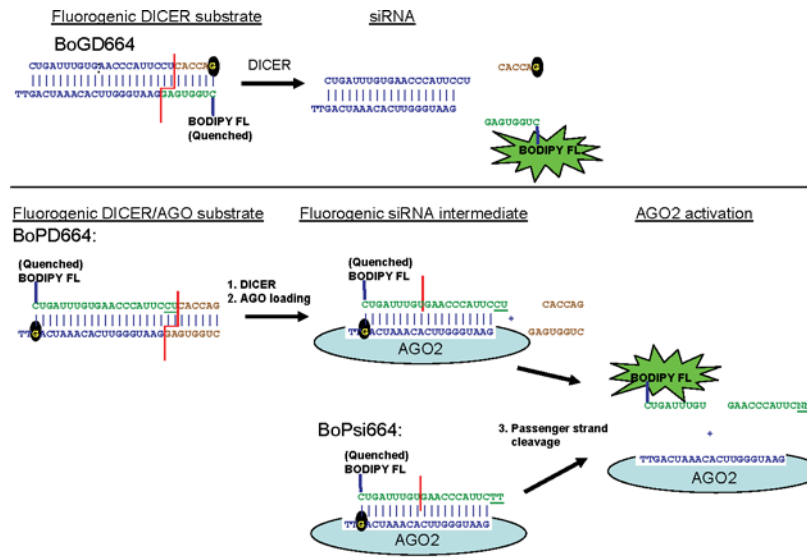 Fluorogenic DICER substrate
siRNA
BoGD664
CUGAUUUGUGUAACCCAUUCCUCACCAG
DICER
CACCAG
CUGAUUUGUGAACCCAUUCCU
TTGACUAAACACUUGGGUAAGGAGUGGUC
TTGACUAAACACUUGGGUAAG
BODIPY FL
(Quenched)
GAGUGGUC
BODIPY FL
Fluorogenic DICER/AGO substrate
Fluorogenic siRNA intermediate
AGO2 activation
BoPD664:
(Quenched)
BODIPY FL
1. DICER
2. AGO loading
(Quenched)
BODIPY FL
CUGAUUUGUGAACCCAUUCCUCACCAG
CUGAUUUGUGAACCCAUUCCU
CACCAG
+
TTGACUAAACACUUGGGUAAGGAGUGGUC
TTGACUAAACACUUGGGUAAG
GAGUGGUC
AGO2
BODIPY FL
CUGAUUUGU GAACCCAUUCNN
BoPsi664:
3. Passenger strand
cleavage
+
(Quenched)
BODIPY FL
TTGACUAAACACUUGGGUAAG
AGO2
CUGAUUUGUGAACCCAUUCTT
TTGACUAAACACUUGGGUAAG
AGO2